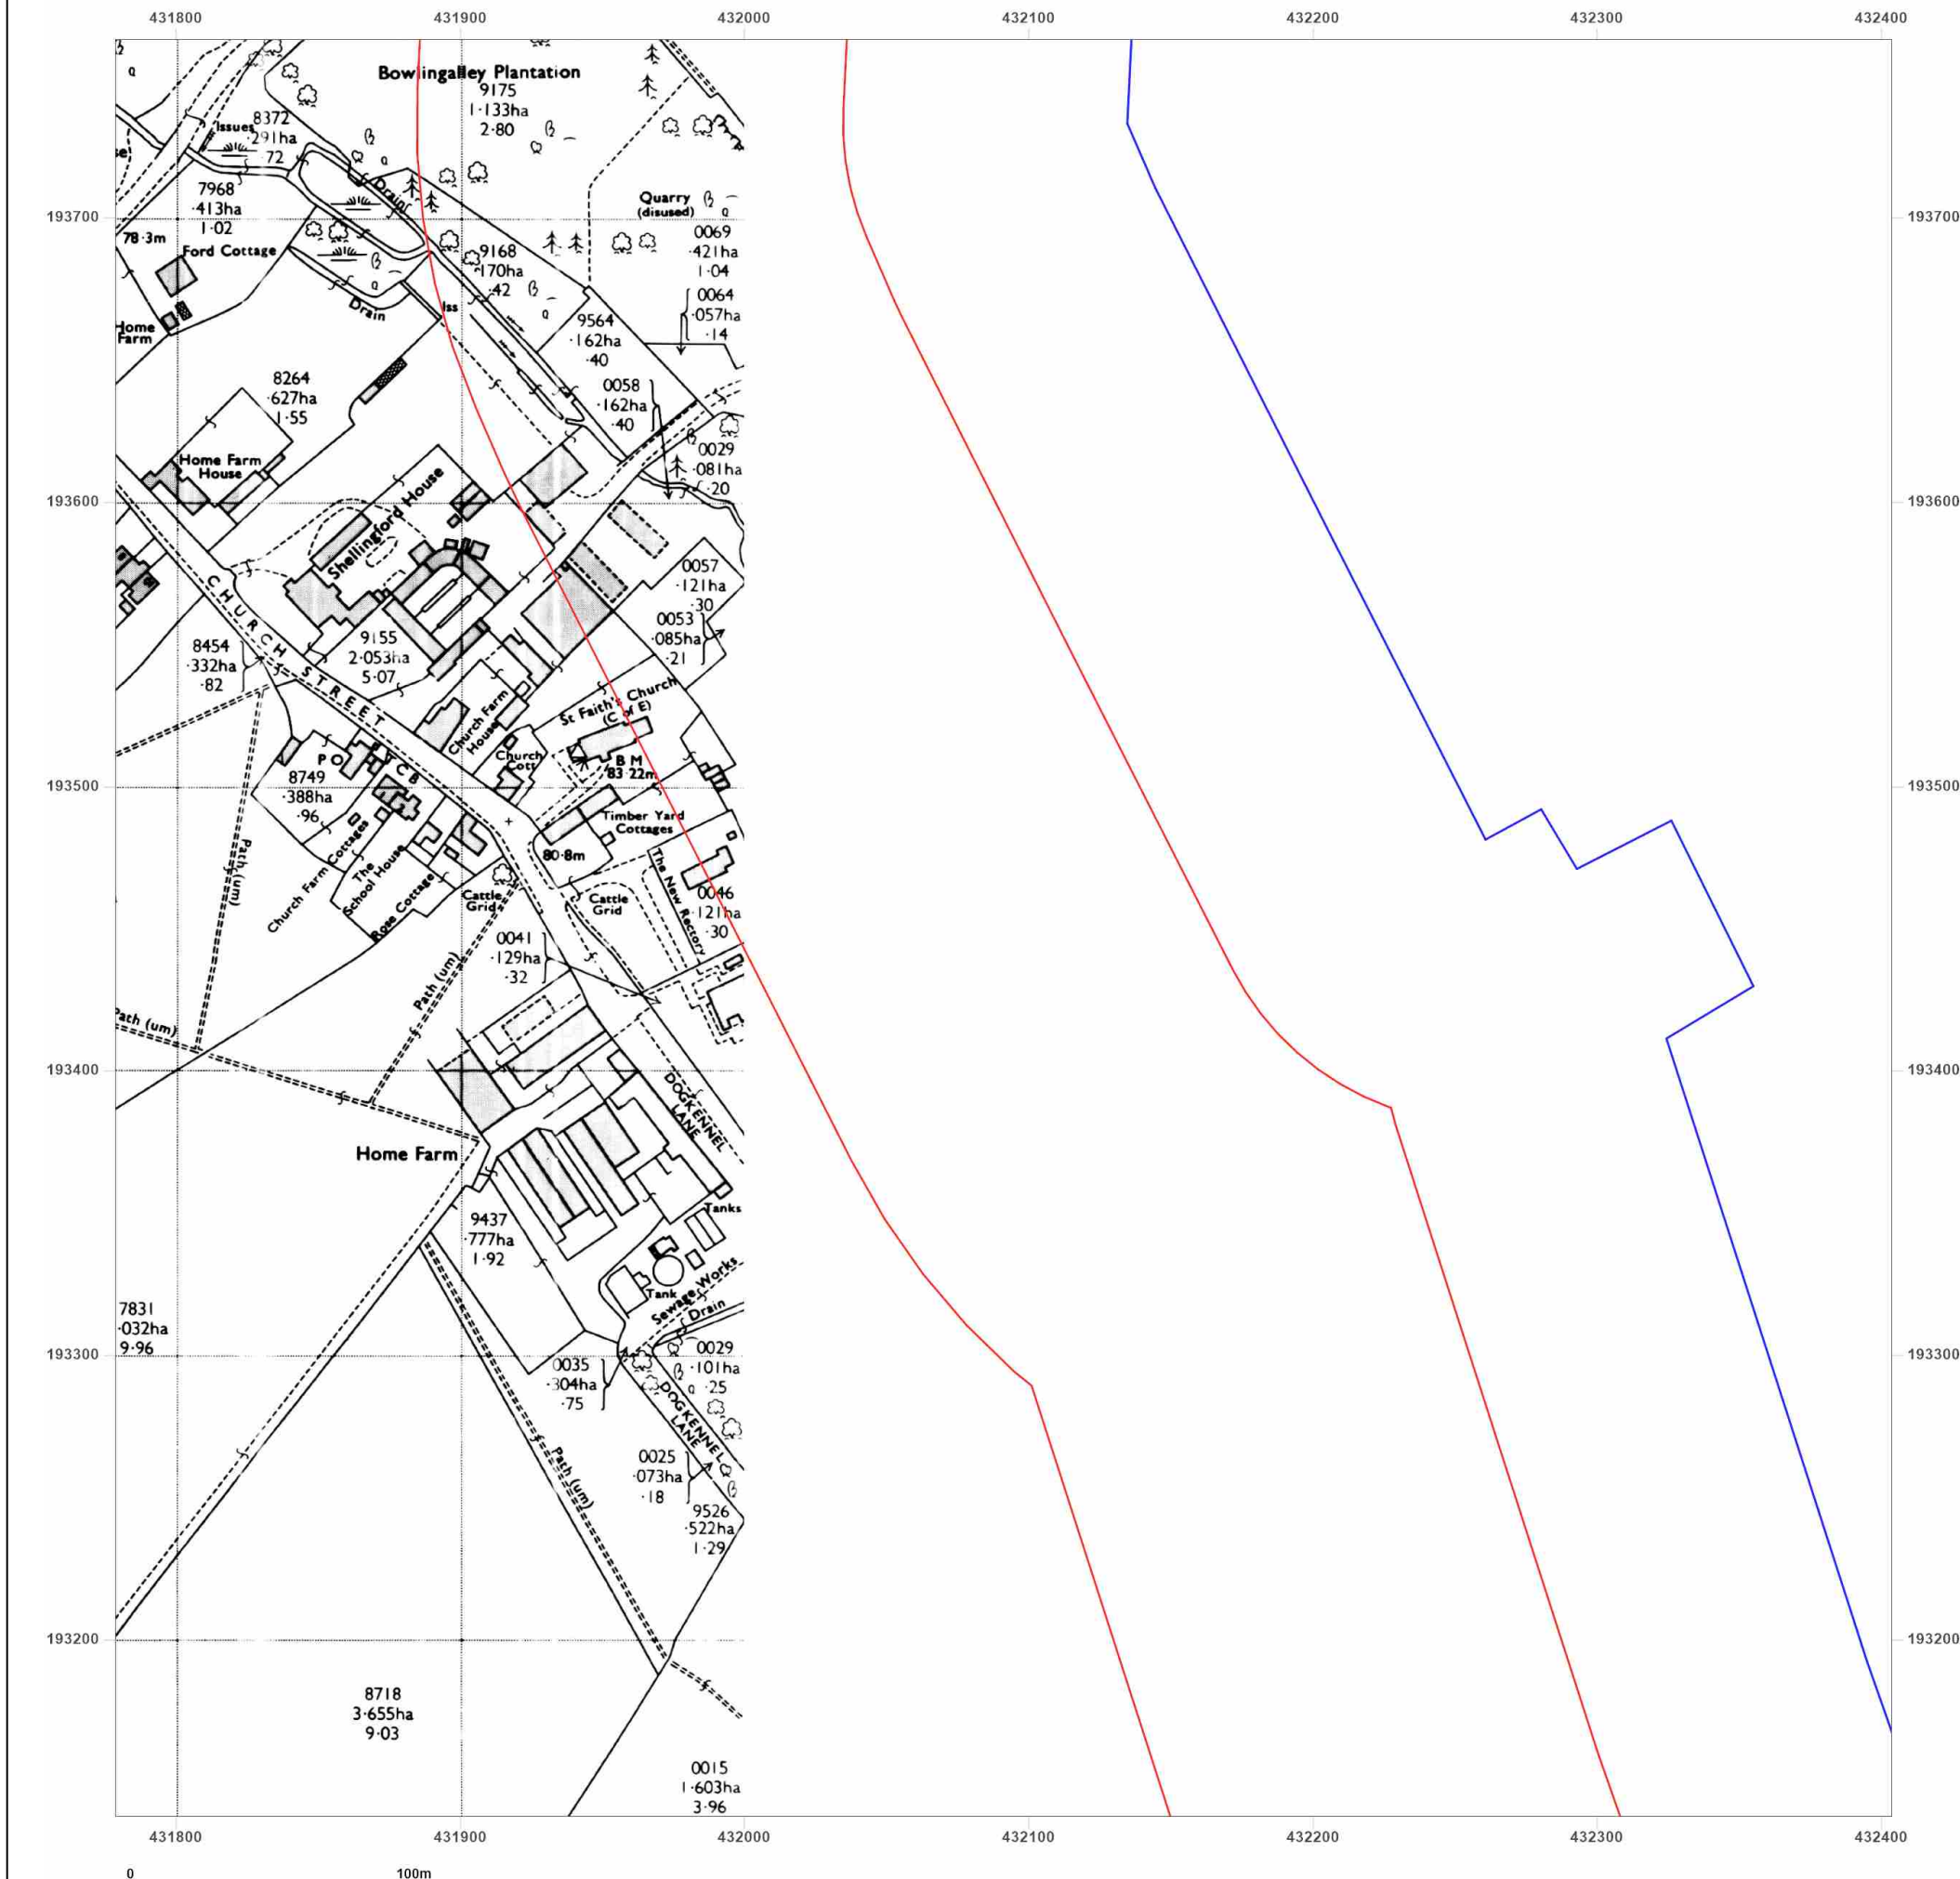 431800 431900 432000 432100 432200 432300 432400
Bowlingalley Plantation
9175
1·133ha
2·80
Issues
8372
·291ha
·72
Drain
7968
·413ha
1·02
Quarry
(disused)
0069
·421ha
1·04
193700
193700
78·3m
Ford Cottage
9168
·170ha
·42
Drain
Iss
0064
·057ha
·14
Home
Farm
9564
·162ha
·40
8264
·627ha
1·55
0058
·162ha
·40
Home Farm
House
0029
·081ha
·20
Shellingford House
193600
193600
0057
·121ha
·30
CHURCH STREET
0053
·085ha
·21
8454
·332ha
·82
9155
2·053ha
5·07
St Faith's Church
(C of E)
Church Farm
House
Church
Cott
B M
83·22m
P O
TCB
8749
·388ha
·96
193500
193500
Timber Yard
Cottages
80·8m
Path (um)
Church Farm Cottages
The
School House
Rose Cottage
Cattle
Grid
Cattle
Grid
The New Rectory
0046
·121ha
·30
0041
·129ha
·32
Path (um)
Path (um)
193400
193400
DOGKENNEL
LANE
Home Farm
Tanks
9437
·777ha
1·92
Tank
Sewage Works
Drain
7831
·032ha
9·96
193300
193300
0029
·101ha
·25
0035
·304ha
·75
DOGKENNEL
LANE
Path (um)
0025
·073ha
·18
9526
·522ha
1·29
193200
193200
8718
3·655ha
9·03
0015
1·603ha
3·96
431800 431900 432000 432100 432200 432300 432400
0 100m